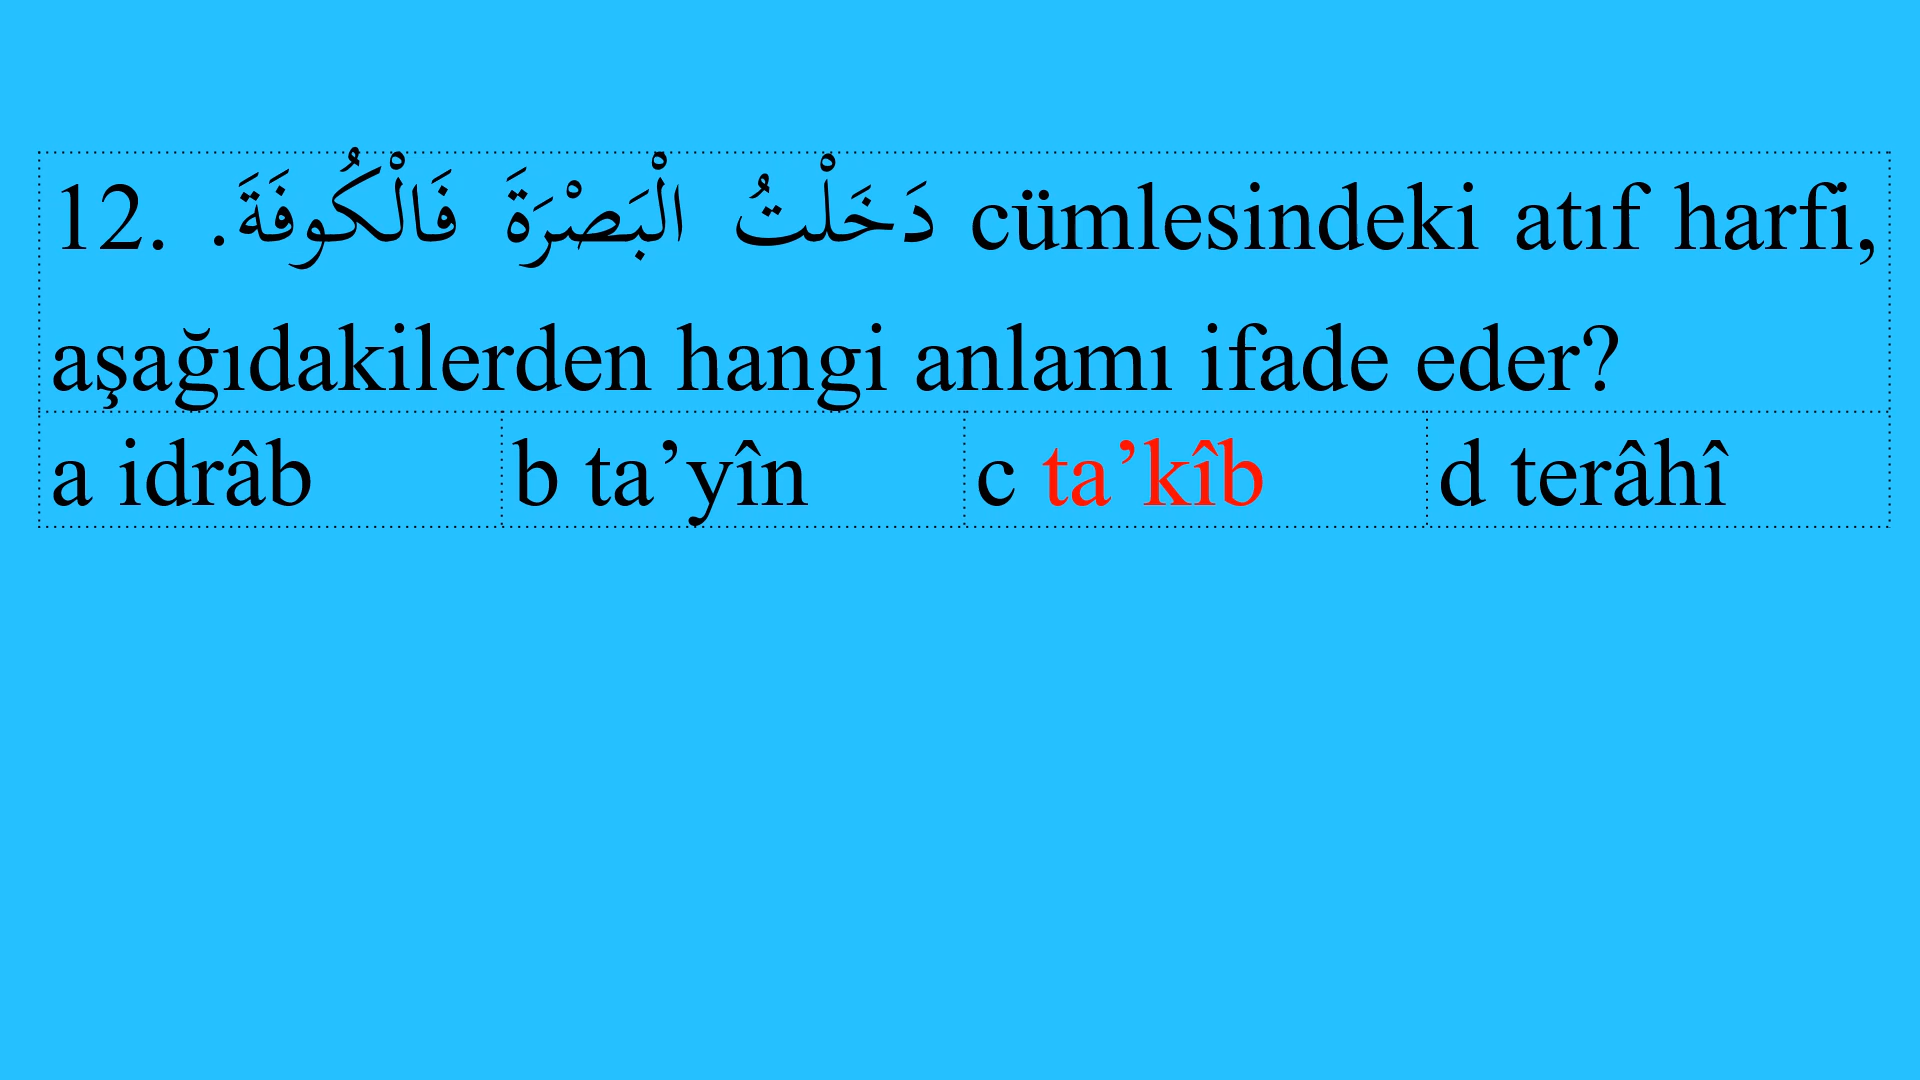 12. دَخَلْتُ الْبَصْرَةَ فَالْكُوفَةَ. cümlesindeki atıf harfi,
aşağıdakilerden hangi anlamı ifade eder?
a idrâb b ta’yîn c ta’kîb d terâhî